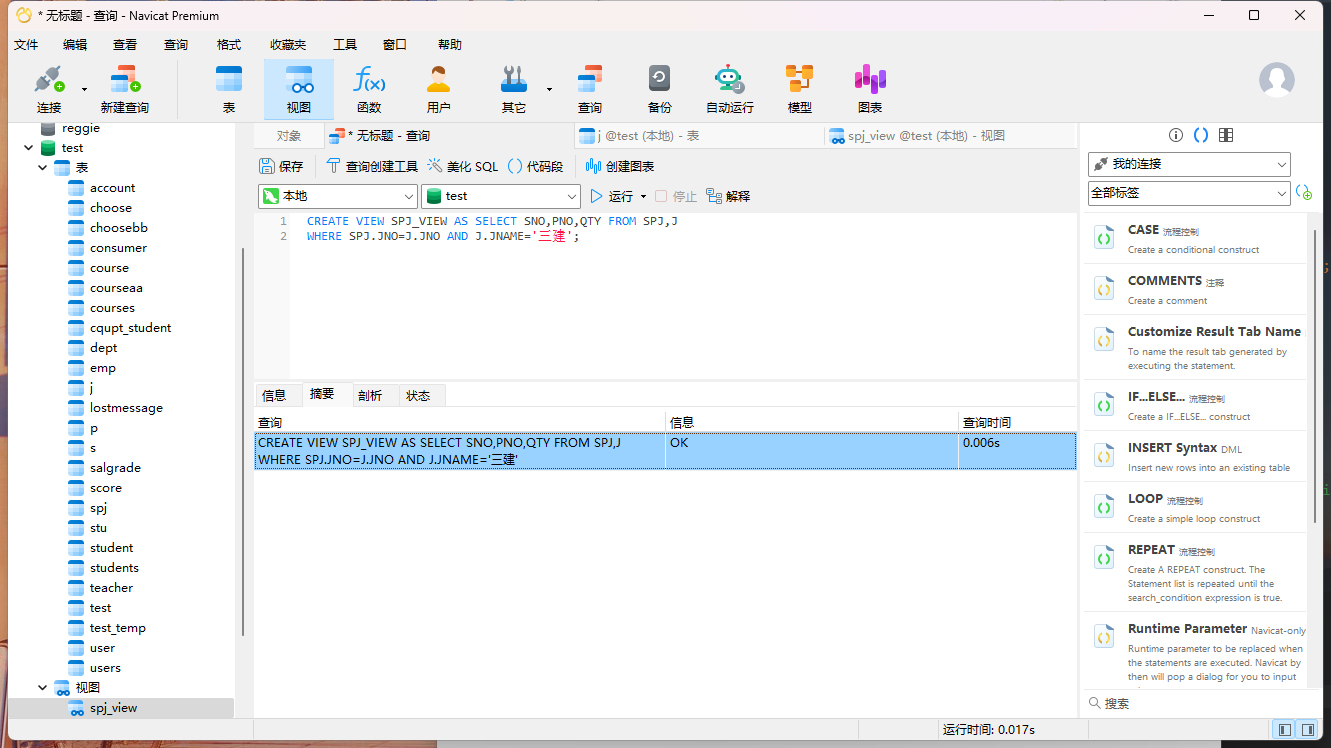 * 无标题 - 查询 - Navicat Premium
文件 编辑 查看 查询 格式 收藏夹 工具 窗口 帮助
连接 新建查询 表 视图 函数 用户 其它 查询 备份 自动运行 模型 图表
reggie
test
表
account
choose
choosebb
consumer
course
courseaa
courses
cqupt_student
dept
emp
j
lostmessage
p
s
salgrade
score
spj
stu
student
students
teacher
test
test_temp
user
users
视图
spj_view
对象 * 无标题 - 查询 j @test (本地) - 表 spj_view @test (本地) - 视图
保存 查询创建工具 美化 SQL 代码段 创建图表
本地 test 运行 停止 解释
1 CREATE VIEW SPJ_VIEW AS SELECT SNO,PNO,QTY FROM SPJ,J
2 WHERE SPJ.JNO=J.JNO AND J.JNAME='三建';
信息 摘要 剖析 状态
查询 信息 查询时间
CREATE VIEW SPJ_VIEW AS SELECT SNO,PNO,QTY FROM SPJ,J OK 0.006s
WHERE SPJ.JNO=J.JNO AND J.JNAME='三建'
我的连接
全部标签
CASE 流程控制
Create a conditional construct
COMMENTS 注释
Create a comment
Customize Result Tab Name
To name the result tab generated by
executing the statement.
IF...ELSE... 流程控制
Create a IF...ELSE... construct
INSERT Syntax DML
Insert new rows into an existing table
LOOP 流程控制
Create a simple loop construct
REPEAT 流程控制
Create A REPEAT construct. The
Statement list is repeated until the
search_condition expression is true.
Runtime Parameter Navicat-only
Runtime parameter to be replaced when
the statements are executed. Navicat by
then will pop a dialog for you to input
搜索
运行时间: 0.017s